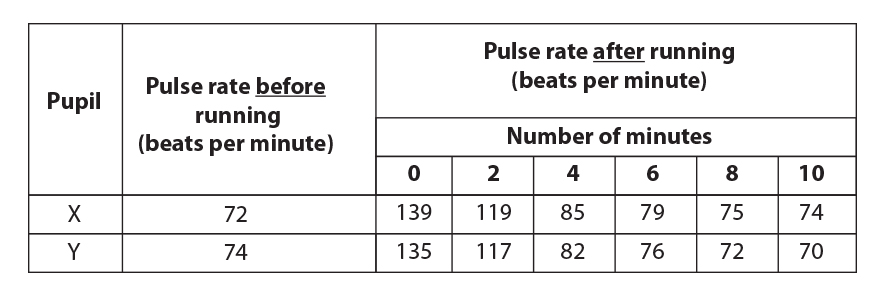 Pupil
Pulse rate before
running
(beats per minute)
Pulse rate after running
(beats per minute)
Number of minutes
0 2 4 6 8 10
X 72 139 119 85 79 75 74
Y 74 135 117 82 76 72 70